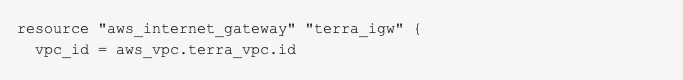 resource "aws_internet_gateway" "terra_igw" {
  vpc_id = aws_vpc.terra_vpc.id